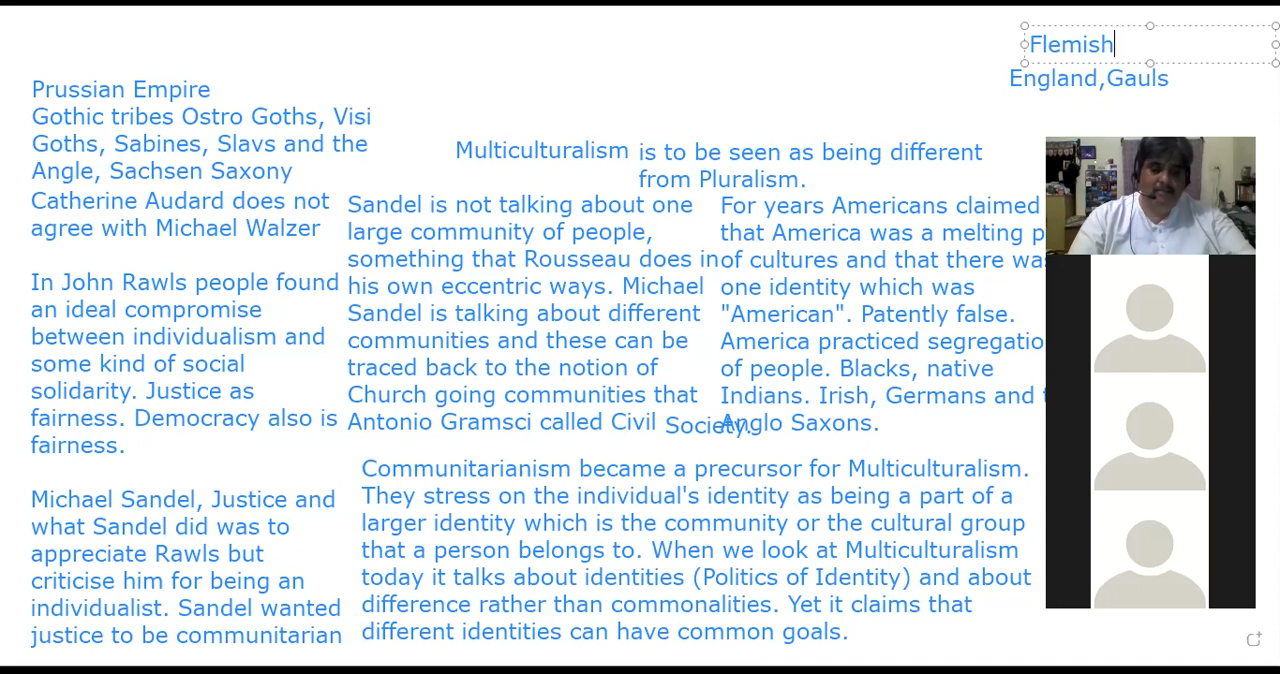 Flemish
England,Gauls
Prussian Empire
Gothic tribes Ostro Goths, Visi
Goths, Sabines, Slavs and the
Angle, Sachsen Saxony
Catherine Audard does not
agree with Michael Walzer
In John Rawls people found
an ideal compromise
between individualism and
some kind of social
solidarity. Justice as
fairness. Democracy also is
fairness.
Michael Sandel, Justice and
what Sandel did was to
appreciate Rawls but
criticise him for being an
individualist. Sandel wanted
justice to be communitarian
Multiculturalism is to be seen as being different
from Pluralism.
Sandel is not talking about one
large community of people,
something that Rousseau does in
his own eccentric ways. Michael
Sandel is talking about different
communities and these can be
traced back to the notion of
Church going communities that
Antonio Gramsci called Civil Society.
For years Americans claimed
that America was a melting
of cultures and that there
one identity which was
"American". Patently false.
America practiced
of people. Blacks, native
Indians. Irish, Germans and
Anglo Saxons.
Communitarianism became a precursor for Multiculturalism.
They stress on the individual's identity as being a part of a
larger identity which is the community or the cultural group
that a person belongs to. When we look at Multiculturalism
today it talks about identities (Politics of Identity) and about
difference rather than commonalities. Yet it claims that
different identities can have common goals.